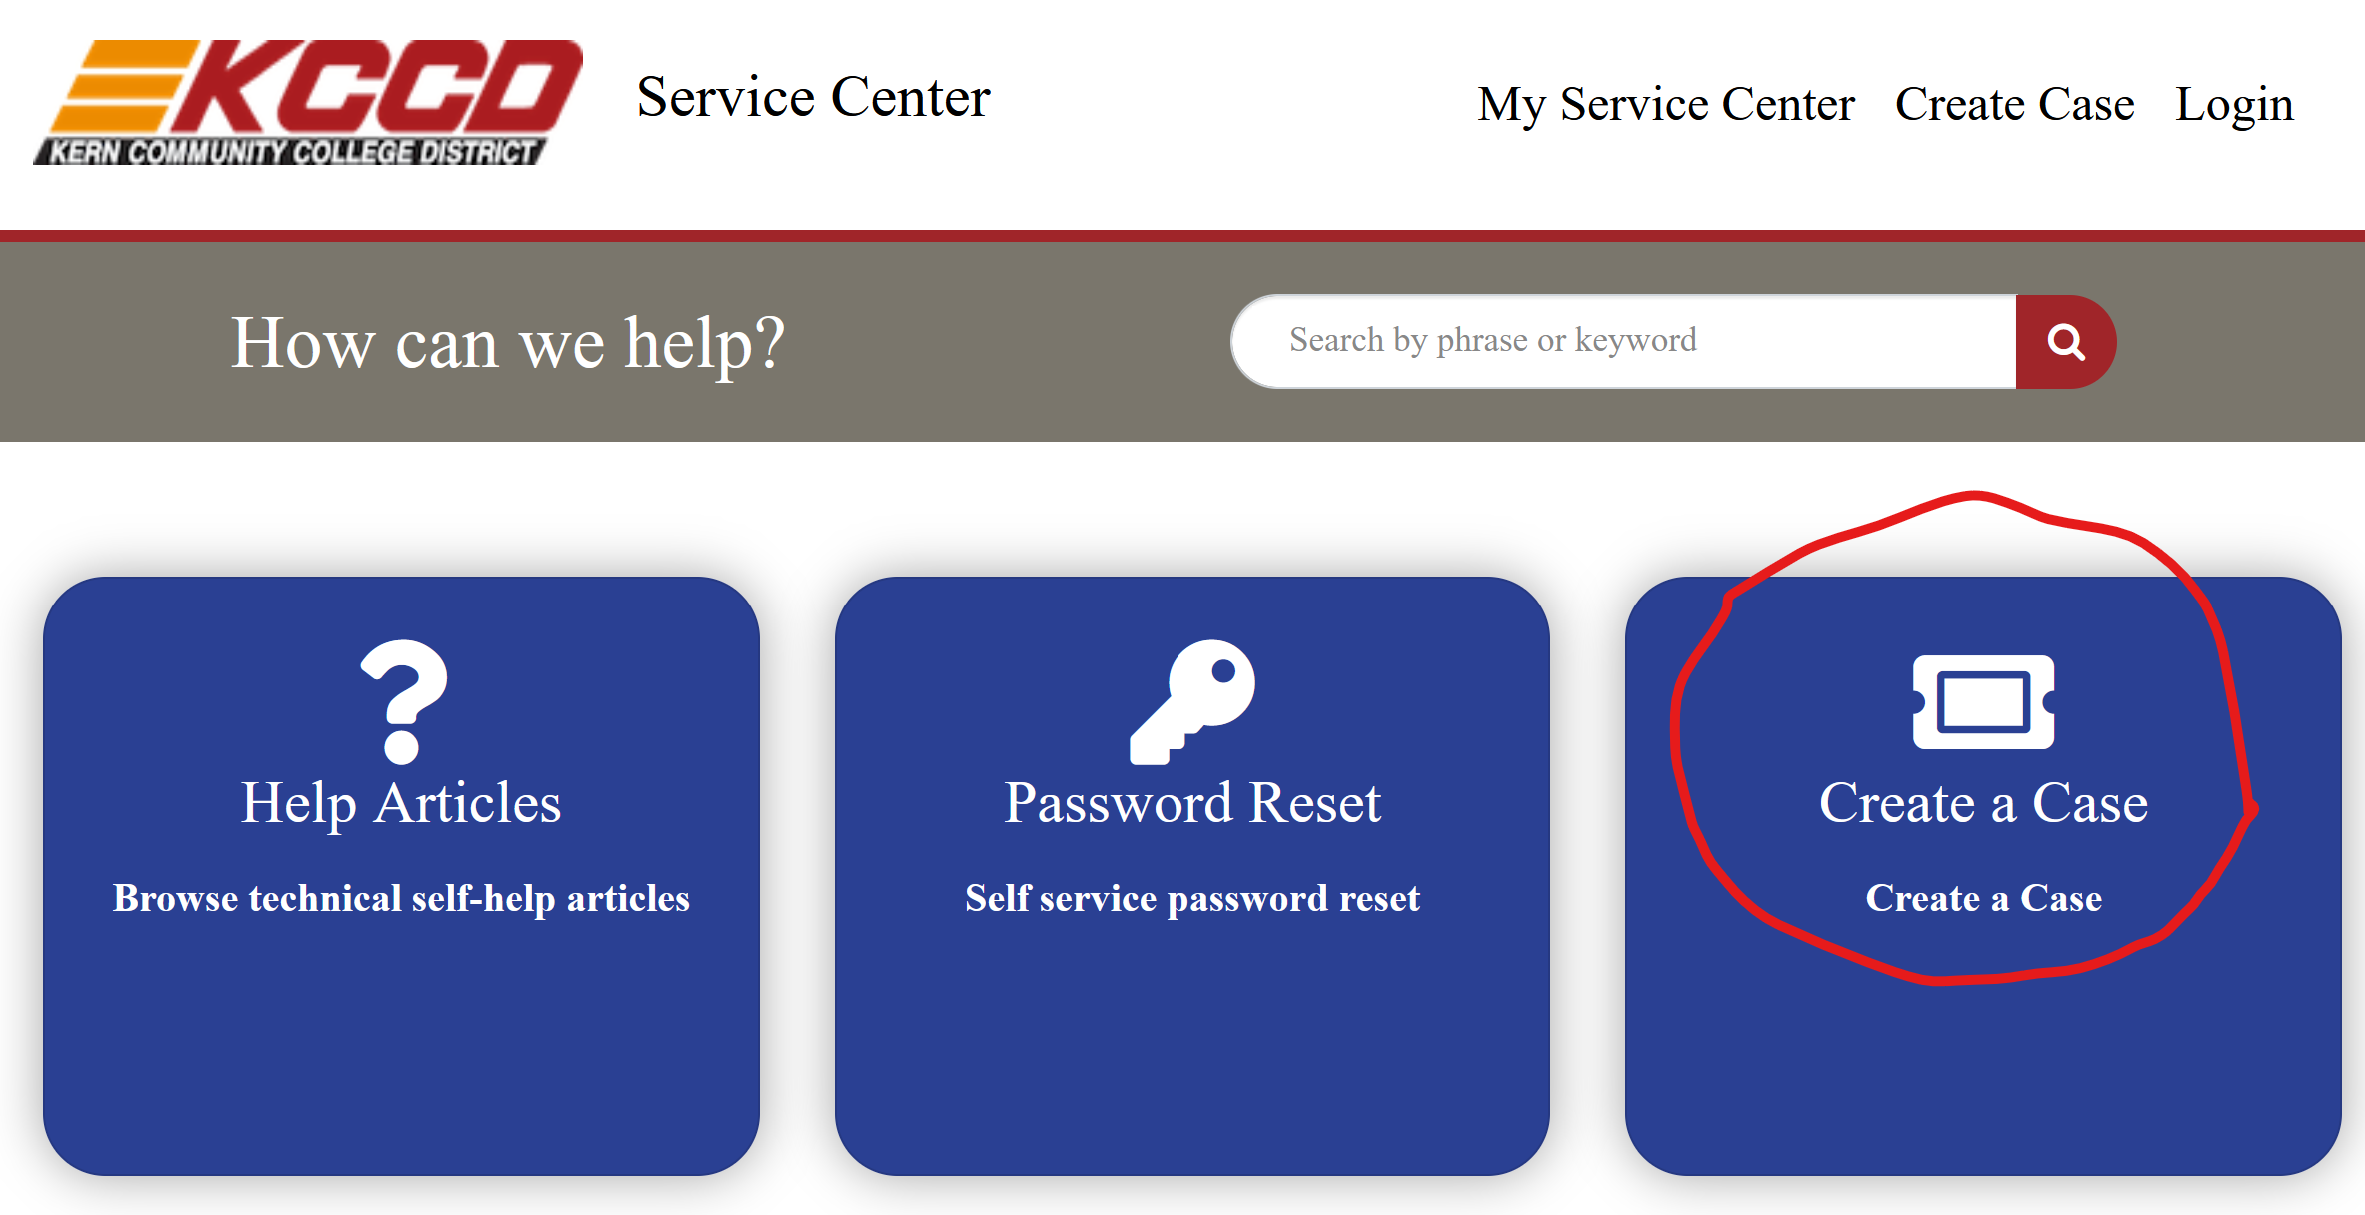 KCCD
KERN COMMUNITY COLLEGE DISTRICT
Service Center
My Service Center Create Case Login
How can we help?
Search by phrase or keyword
Help Articles
Browse technical self-help articles
Password Reset
Self service password reset
Create a Case
Create a Case